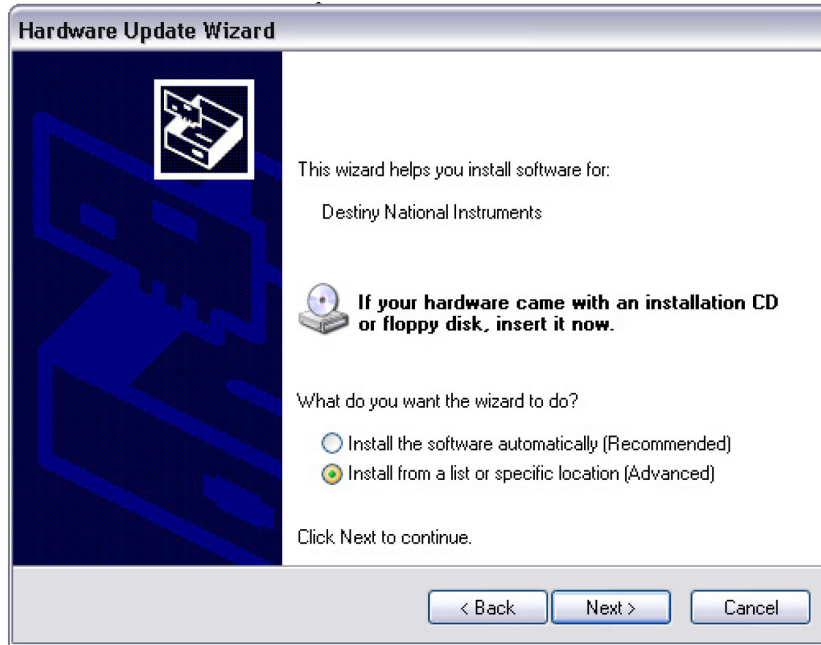 Hardware Update Wizard
This wizard helps you install software for:
Destiny National Instruments
If your hardware came with an installation CD
or floppy disk, insert it now.
What do you want the wizard to do?
Install the software automatically (Recommended)
Install from a list or specific location (Advanced)
Click Next to continue.
< Back Next > Cancel